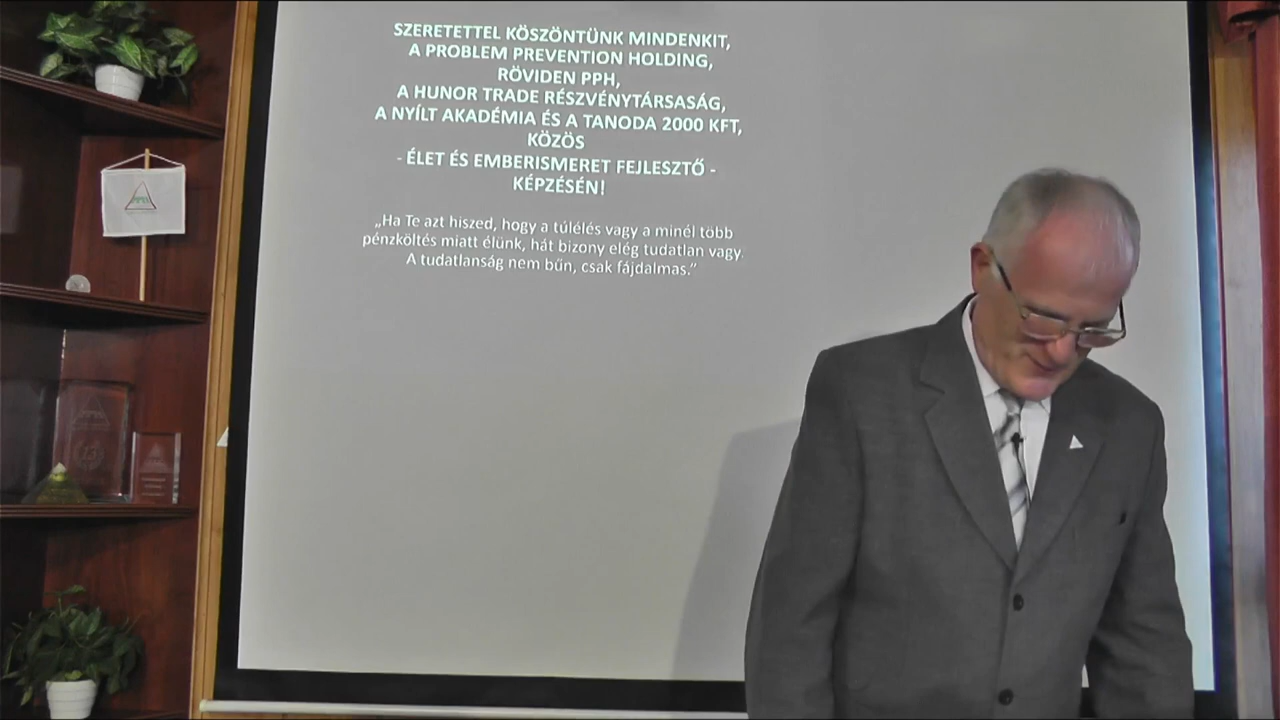 SZERETETTEL KÖSZÖNTÜNK MINDENKIT,
A PROBLEM PREVENTION HOLDING,
RÖVIDEN PPH,
A HUNOR TRADE RÉSZVÉNYTÁRSASÁG,
A NYÍLT AKADÉMIA ÉS A TANODA 2000 KFT,
KÖZÖS
- ÉLET ÉS EMBERISMERET FEJLESZTŐ -
KÉPZÉSÉN!
„Ha Te azt hiszed, hogy a túlélés vagy a minél több
pénzköltés miatt élünk, hát bizony elég tudatlan vagy.
A tudatlanság nem bűn, csak fájdalmas.”